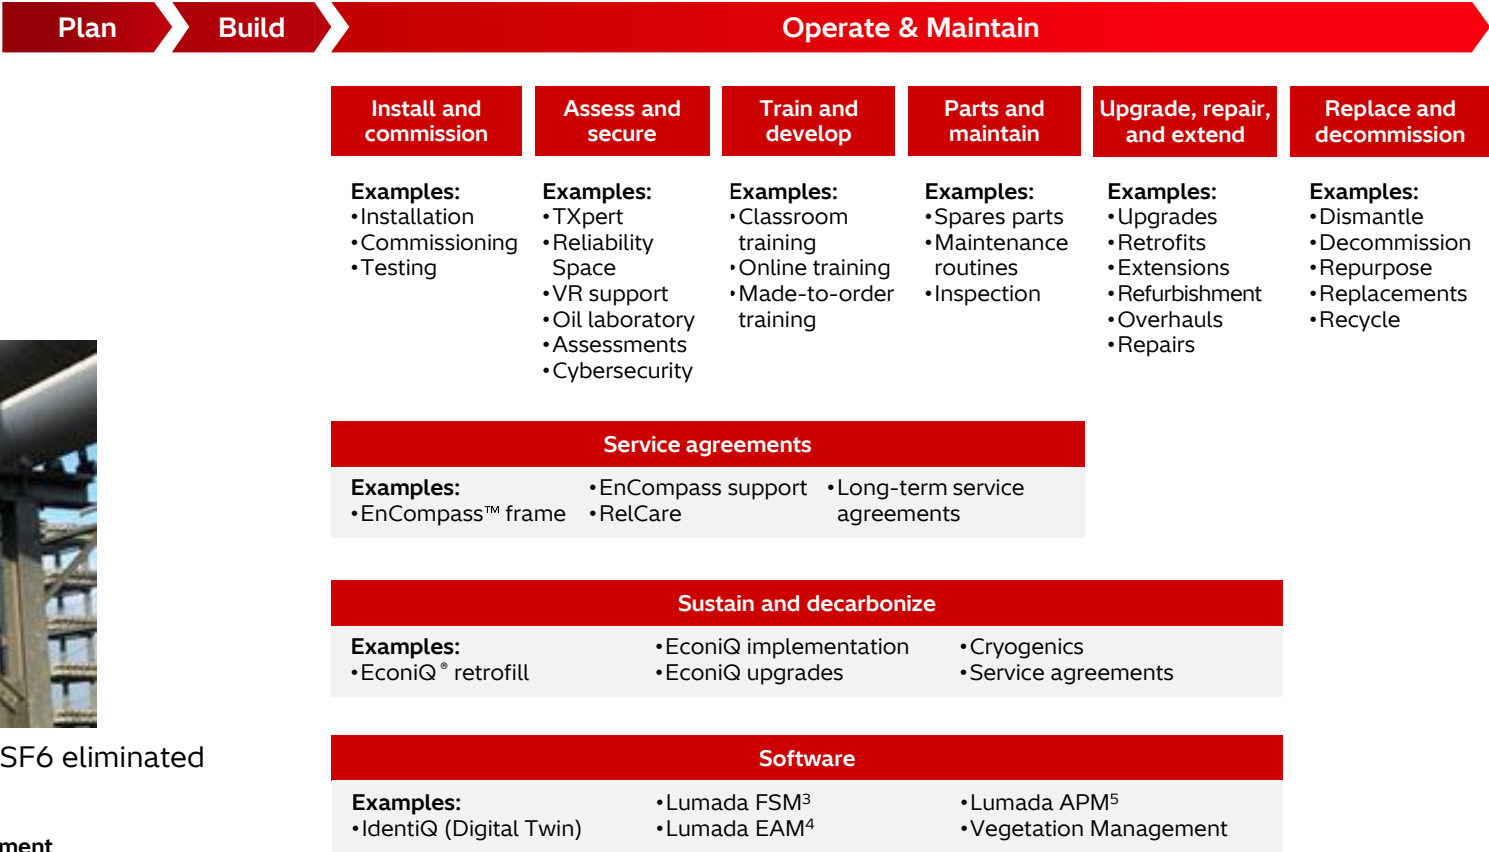 Plan
Build
Operate & Maintain
Install and
commission
Examples:
•Installation
•Commissioning
•Testing
Assess and
secure
Examples:
•TXpert
•Reliability
Space
•VR support
•Oil laboratory
•Assessments
•Cybersecurity
Train and
develop
Examples:
•Classroom
training
•Online training
•Made-to-order
training
Parts and
maintain
Examples:
•Spares parts
•Maintenance
routines
•Inspection
Upgrade, repair,
and extend
Examples:
•Upgrades
•Retrofits
•Extensions
•Refurbishment
•Overhauls
•Repairs
Replace and
decommission
Examples:
•Dismantle
•Decommission
•Repurpose
•Replacements
•Recycle
Service agreements
Examples:
•EnCompass™ frame
•EnCompass support
•RelCare
•Long-term service
agreements
Sustain and decarbonize
Examples:
•EconiQ® retrofill
•EconiQ implementation
•EconiQ upgrades
•Cryogenics
•Service agreements
SF6 eliminated
Software
Examples:
•IdentiQ (Digital Twin)
•Lumada FSM³
•Lumada EAM⁴
•Lumada APM⁵
•Vegetation Management